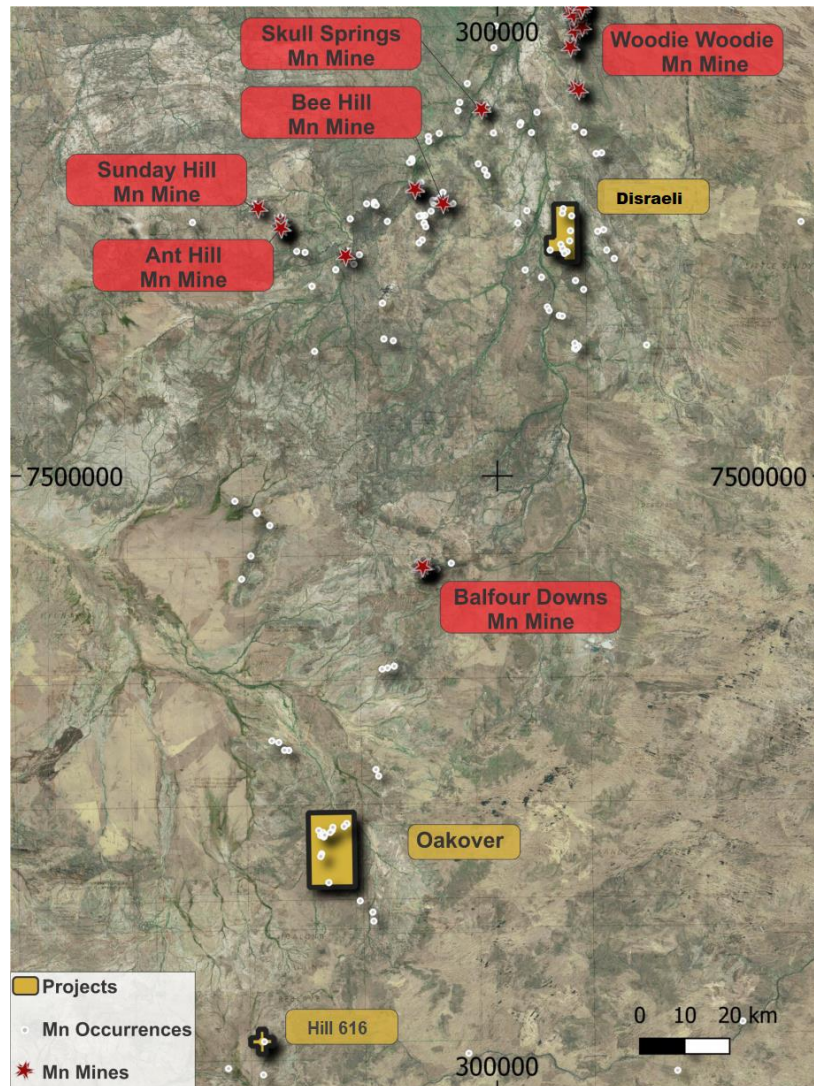 Skull Springs
Mn Mine
300000
Woodie Woodie
Mn Mine
Bee Hill
Mn Mine
Sunday Hill
Mn Mine
Disraeli
Ant Hill
Mn Mine
7500000
7500000
Balfour Downs
Mn Mine
Oakover
Projects
Mn Occurrences
Mn Mines
Hill 616
0 10 20 km
300000